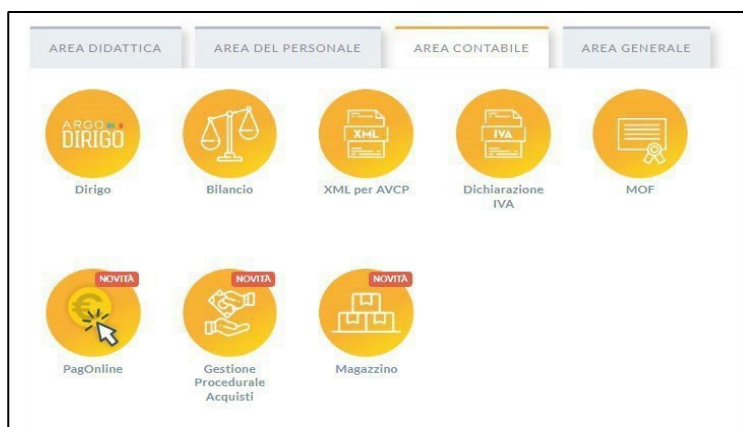 AREA DIDATTICA
AREA DEL PERSONALE
AREA CONTABILE
AREA GENERALE
ARGO
DIRIGO
XML
IVA
Dirigo
Bilancio
XML per AVCP
Dichiarazione
IVA
MOF
NOVITÀ
NOVITÀ
NOVITÀ
€
PagOnline
Gestione
Procedurale
Acquisti
Magazzino